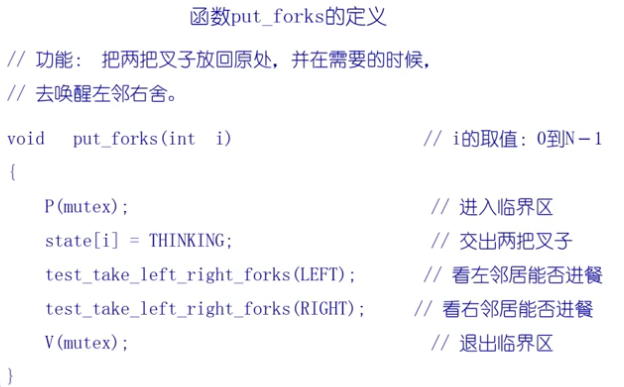 函数put_forks的定义
// 功能: 把两把叉子放回原处, 并在需要的时候,
// 去唤醒左邻右舍。
void put_forks(int i) // i的取值: 0到N-1
{
P(mutex); // 进入临界区
state[i] = THINKING; // 交出两把叉子
test_take_left_right_forks(LEFT); // 看左邻居能否进餐
test_take_left_right_forks(RIGHT); // 看右邻居能否进餐
V(mutex); // 退出临界区
}